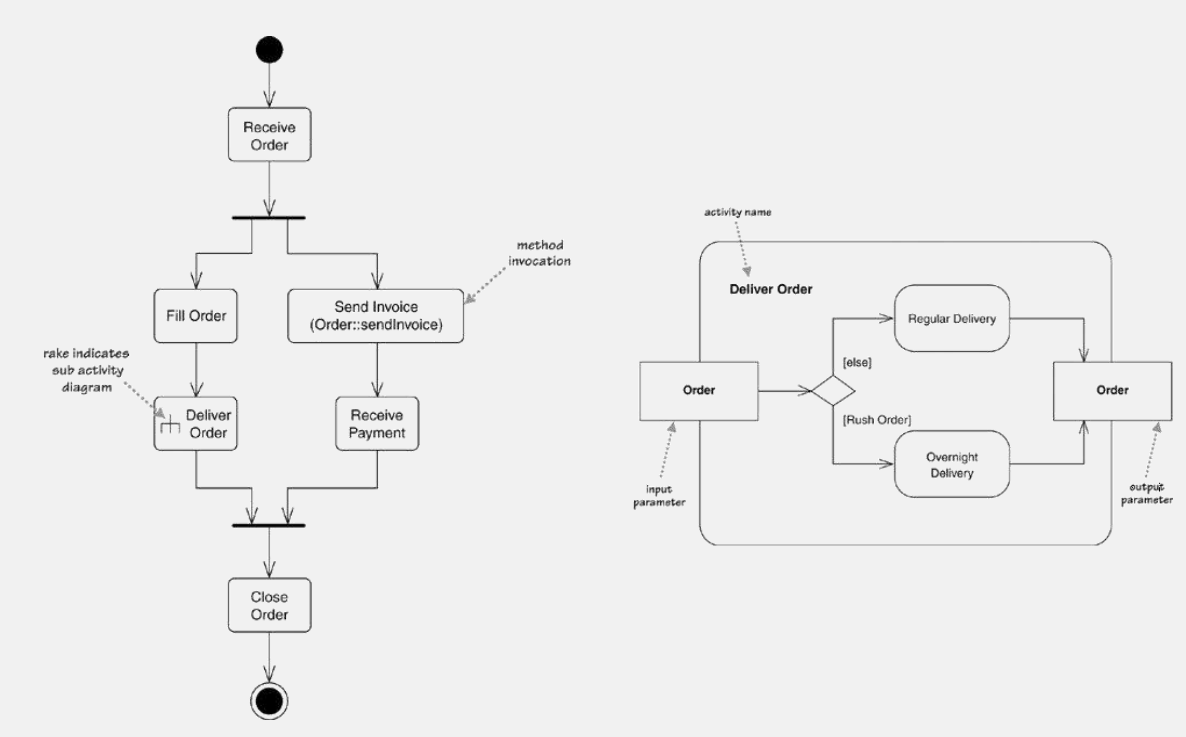 Receive
Order
method
invocation
Fill Order
Send Invoice
(Order::sendInvoice)
rake indicates
sub activity
diagram
Deliver
Order
Receive
Payment
Close
Order
activity name
Deliver Order
Regular Delivery
[else]
Order
Order
[Rush Order]
Overnight
Delivery
input
parameter
output
parameter